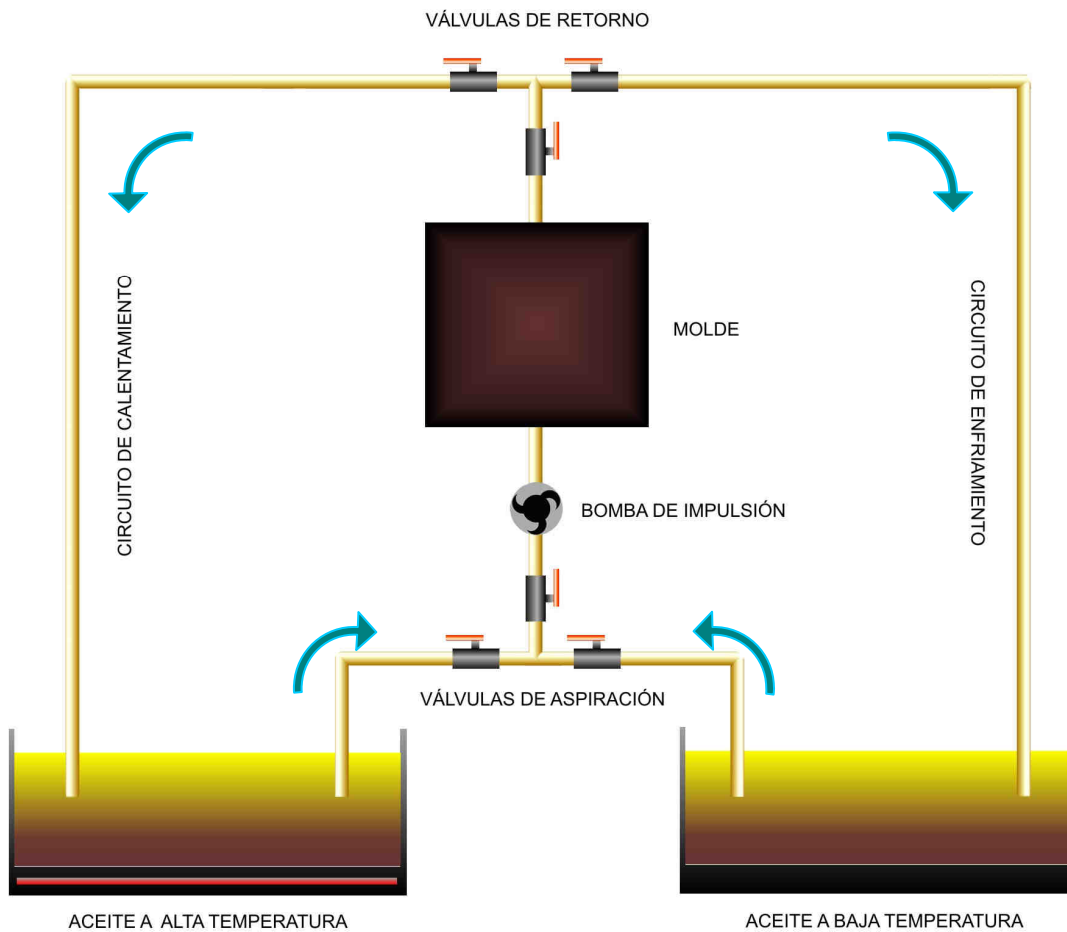 VÁLVULAS DE RETORNO
CIRCUITO DE CALENTAMIENTO
MOLDE
CIRCUITO DE ENFRIAMIENTO
BOMBA DE IMPULSIÓN
VÁLVULAS DE ASPIRACIÓN
ACEITE A ALTA TEMPERATURA
ACEITE A BAJA TEMPERATURA